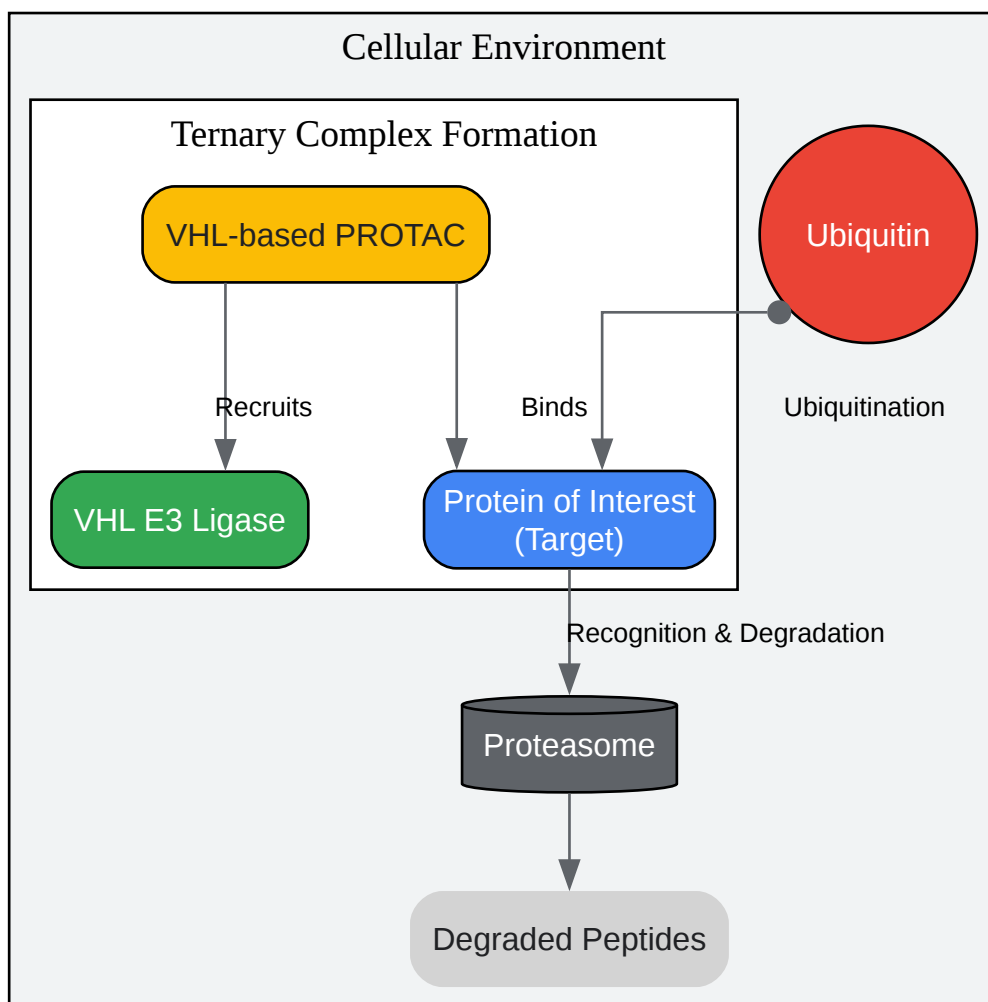 Cellular Environment
Ternary Complex Formation
VHL-based PROTAC
Ubiquitin
Recruits
Binds
Ubiquitination
VHL E3 Ligase
Protein of Interest
(Target)
Recognition & Degradation
Proteasome
Degraded Peptides